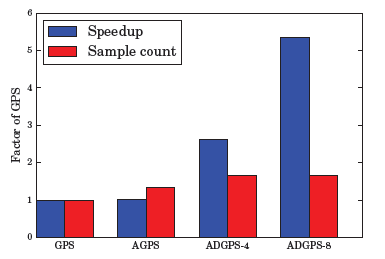 6
5
4
3
2
1
0
Factor of GPS
Speedup
Sample count
GPS
AGPS
ADGPS-4
ADGPS-8